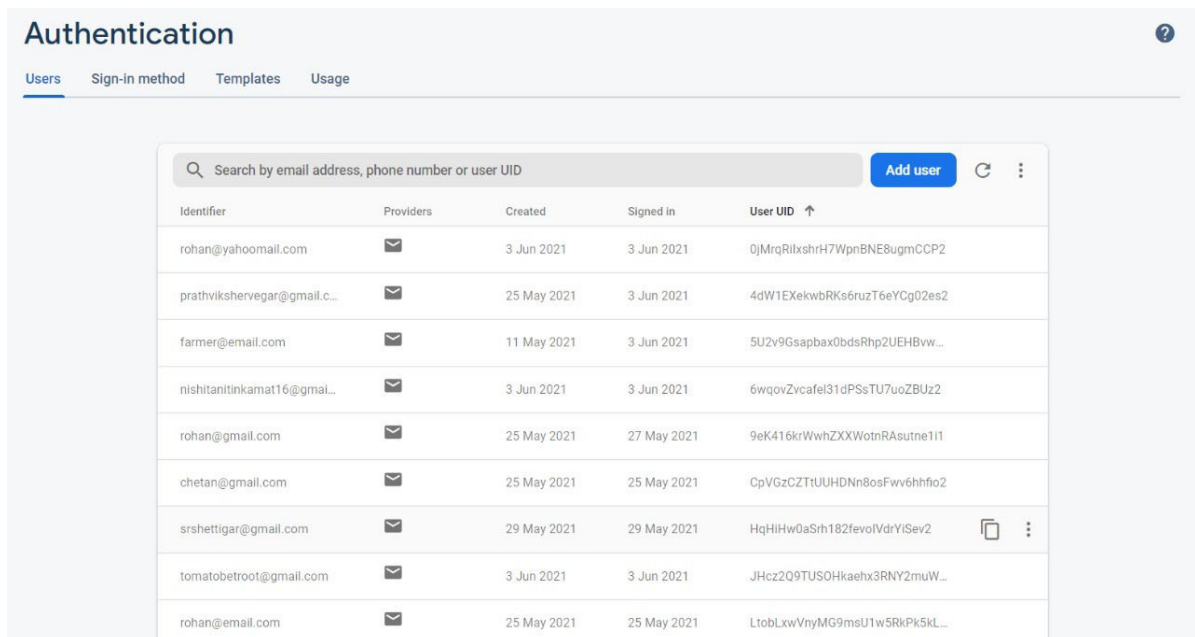 Authentication
Users Sign-in method Templates Usage
Search by email address, phone number or user UID Add user
Identifier Providers Created Signed in User UID
rohan@yahoomail.com 3 Jun 2021 3 Jun 2021 0jMrqRiIxshrH7WpnBNE8ugmCCP2
prathvikshervegar@gmail.c... 25 May 2021 3 Jun 2021 4dW1EXekwbRKs6ruzT6eYCg02es2
farmer@email.com 11 May 2021 3 Jun 2021 5U2v9Gsapbax0bdsRhp2UEHBvw...
nishitanitinkamat16@gmai... 3 Jun 2021 3 Jun 2021 6wqovZvcafel31dPSsTU7uoZBUz2
rohan@gmail.com 25 May 2021 27 May 2021 9eK416krWwhZXXWotnRAsutne1i1
chetan@gmail.com 25 May 2021 25 May 2021 CpVGzCZTtUUHDNn8osFwv6hhfio2
srshettigar@gmail.com 29 May 2021 29 May 2021 HqHiHw0aSrh182fevolVdrYiSev2
tomatobetroot@gmail.com 3 Jun 2021 3 Jun 2021 JHcz2Q9TUSOHkaehx3RNY2muW...
rohan@email.com 25 May 2021 25 May 2021 LtobLxwVnyMG9msU1w5RkPk5kL...